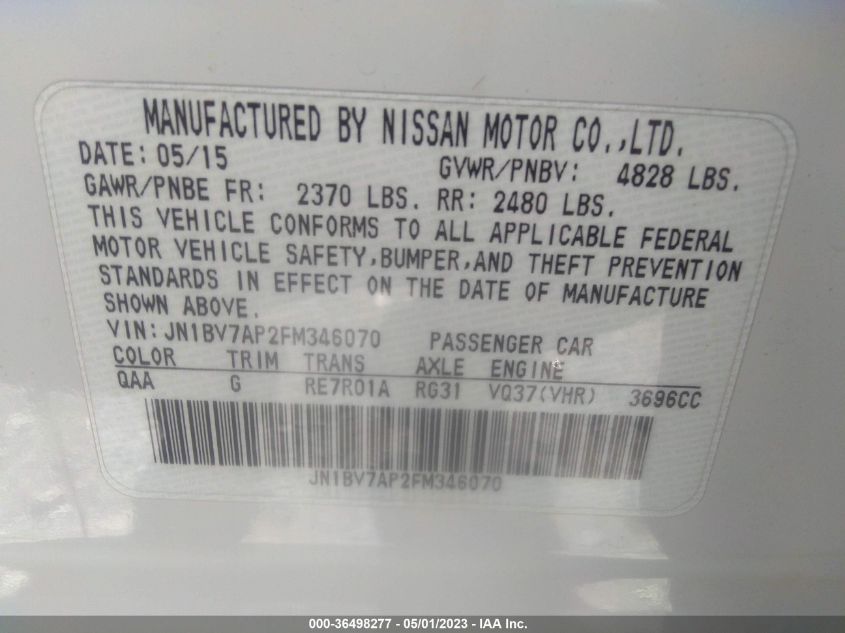 MANUFACTURED BY NISSAN MOTOR CO.,LTD.
DATE: 05/15 GVWR/PNBV: 4828 LBS.
GAWR/PNBE FR: 2370 LBS. RR: 2480 LBS.
THIS VEHICLE CONFORMS TO ALL APPLICABLE FEDERAL
MOTOR VEHICLE SAFETY,BUMPER,AND THEFT PREVENTION
STANDARDS IN EFFECT ON THE DATE OF MANUFACTURE
SHOWN ABOVE.
VIN:JN1BV7AP2FM346070 PASSENGER CAR
COLOR TRIM TRANS AXLE ENGINE
QAA G RE7R01A RG31 VQ37(VHR) 3696CC
JN1BV7AP2FM346070
000-36498277 - 05/01/2023 - IAA Inc.